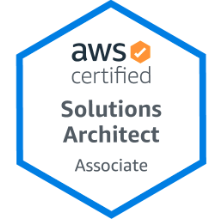 aws
certified
Solutions
Architect
Associate